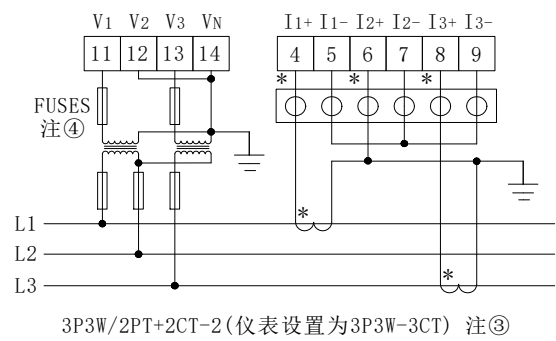 V1 V2 V3 VN I1+ I1- I2+ I2- I3+ I3-
11 12 13 14 4 5 6 7 8 9
* * *
FUSES
注④
*
L1
L2
*
L3
3P3W/2PT+2CT-2(仪表设置为3P3W-3CT) 注③